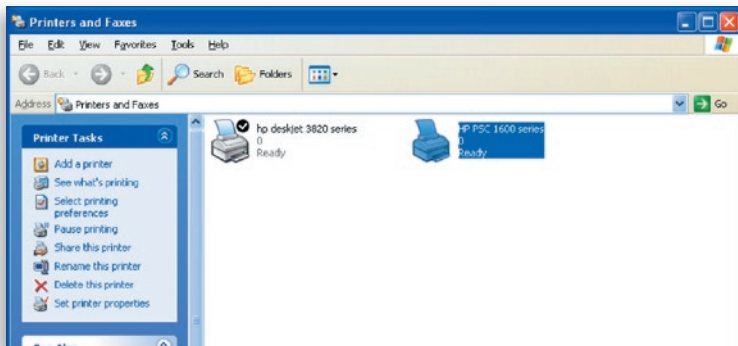 Printers and Faxes
File Edit View Favorites Tools Help
Back Search Folders
Address Printers and Faxes Go
Printer Tasks
Add a printer
See what's printing
Select printing
preferences
Pause printing
Share this printer
Rename this printer
Delete this printer
Set printer properties
hp deskjet 3820 series
0
Ready
HP PSC 1600 series
0
Ready